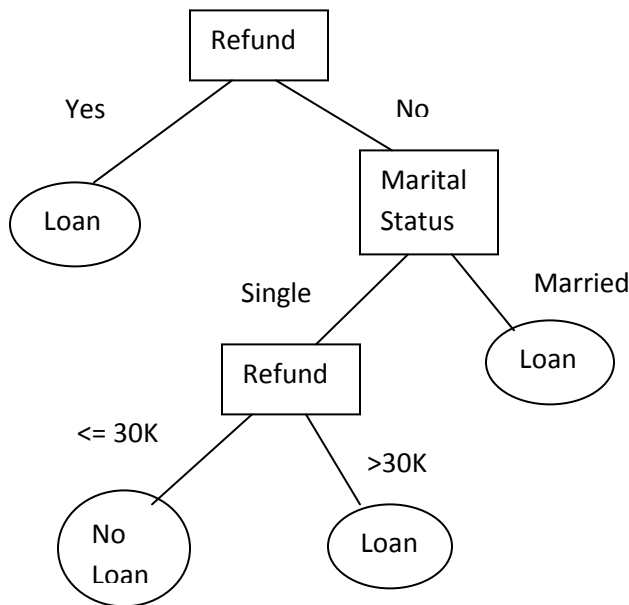 Refund
Yes
No
Marital
Status
Loan
Single
Married
Refund
Loan
<= 30K
>30K
No
Loan
Loan